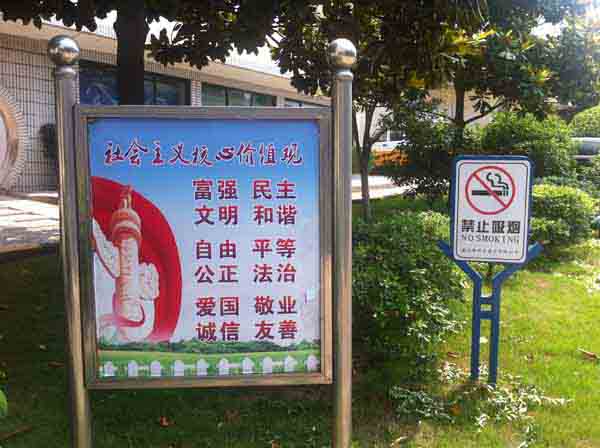 社会主义核心价值观
富强 民主
文明 和谐
自由 平等
公正 法治
爱国 敬业
诚信 友善
禁止吸烟
NO SMOKING